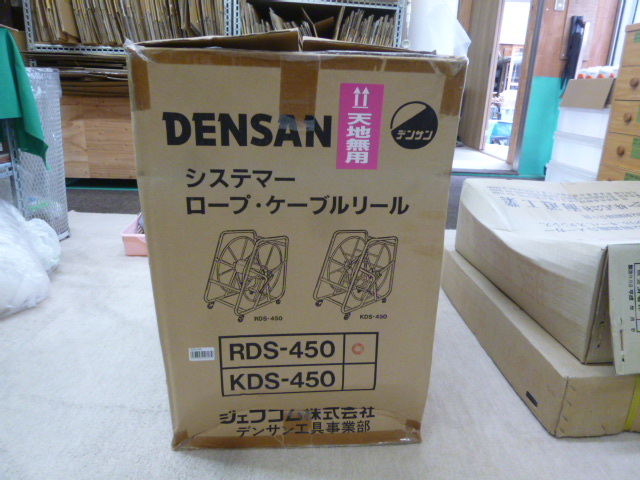 DENSAN
天地無用
デンサン
システマー
ロープ・ケーブルリール
RDS-450
KDS-450
RDS-450
KDS-450
ジェフコム株式会社
デンサン工具事業部